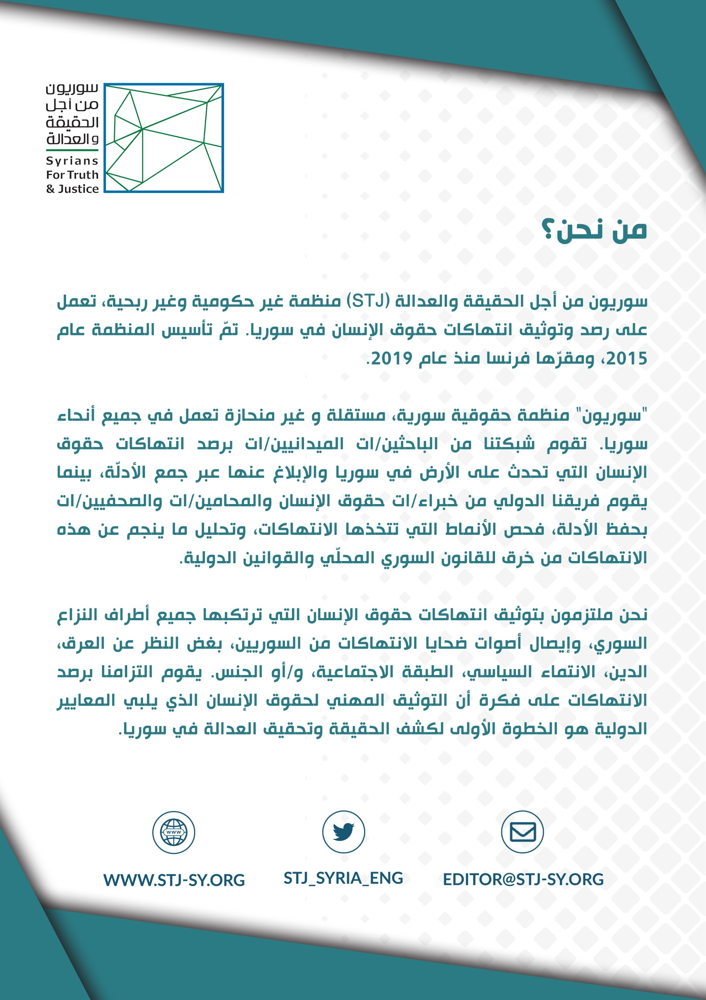 سوريون
من أجل
الحقيقة
والعدالة
Syrians
For Truth
& Justice
من نحن؟
سوريون من أجل الحقيقة والعدالة (STJ) منظمة غير حكومية وغير ربحية، تعمل
على رصد وتوثيق انتهاكات حقوق الإنسان في سوريا. تمّ تأسيس المنظمة عام
2015، ومقرّها فرنسا منذ عام 2019.
"سوريون" منظمة حقوقية سورية، مستقلة و غير منحازة تعمل في جميع أنحاء
سوريا. تقوم شبكتنا من الباحثين/ات الميدانيين/ات برصد انتهاكات حقوق
الإنسان التي تحدث على الأرض في سوريا والإبلاغ عنها عبر جمع الأدلّة، بينما
يقوم فريقنا الدولي من خبراء/ات حقوق الإنسان والمحامين/ات والصحفيين/ات
بحفظ الأدلة، فحص الأنماط التي تتخذها الانتهاكات، وتحليل ما ينجم عن هذه
الانتهاكات من خرق للقانون السوري المحلّي والقوانين الدولية.
نحن ملتزمون بتوثيق انتهاكات حقوق الإنسان التي ترتكبها جميع أطراف النزاع
السوري، وإيصال أصوات ضحايا الانتهاكات من السوريين، بغض النظر عن العرق،
الدين، الانتماء السياسي، الطبقة الاجتماعية، و/أو الجنس. يقوم التزامنا برصد
الانتهاكات على فكرة أن التوثيق المهني لحقوق الإنسان الذي يلبي المعايير
الدولية هو الخطوة الأولى لكشف الحقيقة وتحقيق العدالة في سوريا.
www
WWW.STJ-SY.ORG
STJ_SYRIA_ENG
EDITOR@STJ-SY.ORG